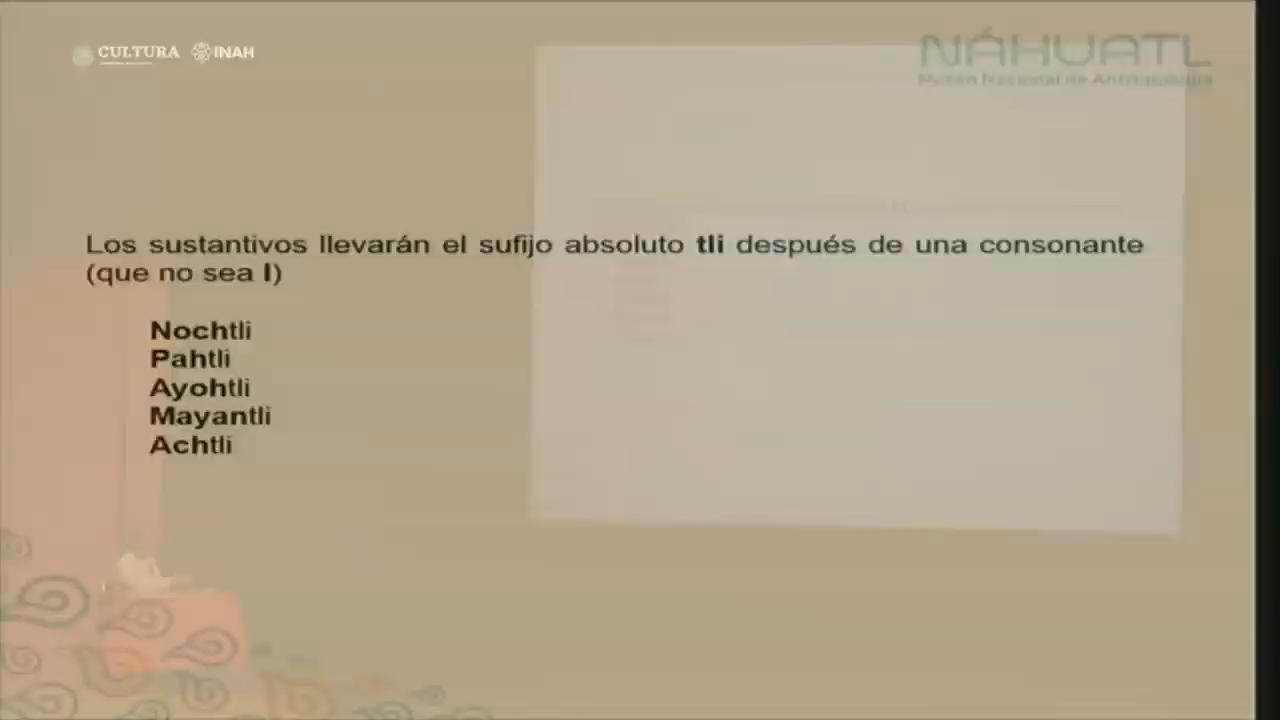 CULTURA INAH
NÁHUATL
Museo Nacional de Antropología
Los sustantivos llevarán el sufijo absoluto tli después de una consonante
(que no sea l)
Nochtli
Pahtli
Ayohtli
Mayantli
Achtli